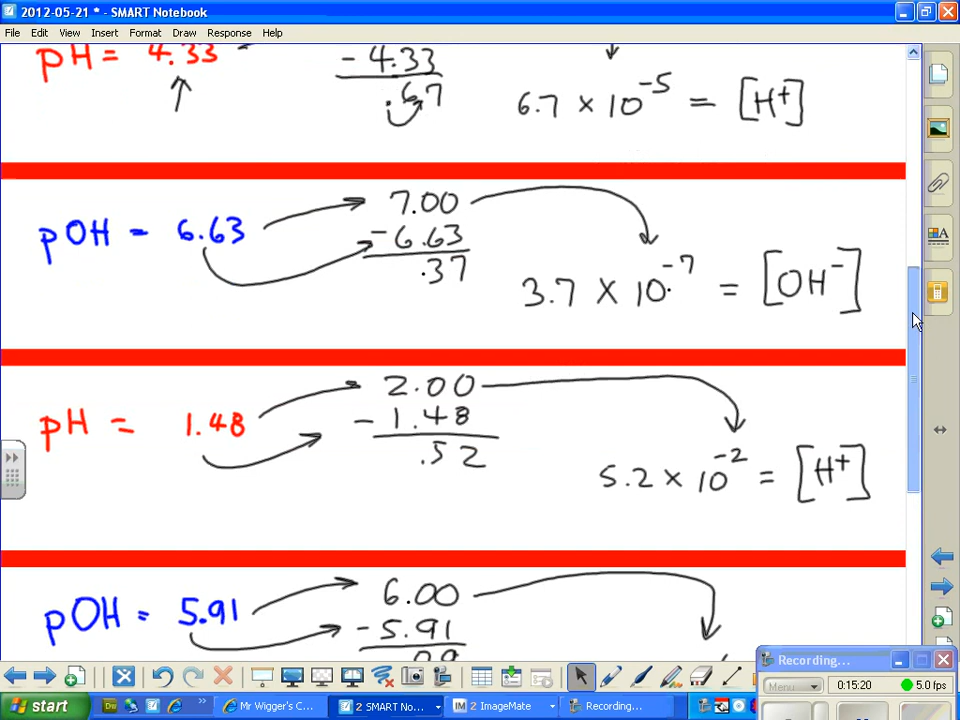 2012-05-21 * - SMART Notebook
File Edit View Insert Format Draw Response Help
pH = 4.33
- 4.33
.67
6.7 × 10⁻⁵ = [H⁺]
pOH = 6.63
7.00
- 6.63
.37
3.7 × 10⁻⁷ = [OH⁻]
pH = 1.48
2.00
- 1.48
.52
5.2 × 10⁻² = [H⁺]
pOH = 5.91
6.00
- 5.91
.09
Recording...
Menu 0:15:20 5.0 fps
start Mr Wigger's C... 2 SMART No... 2 ImageMate Recording...